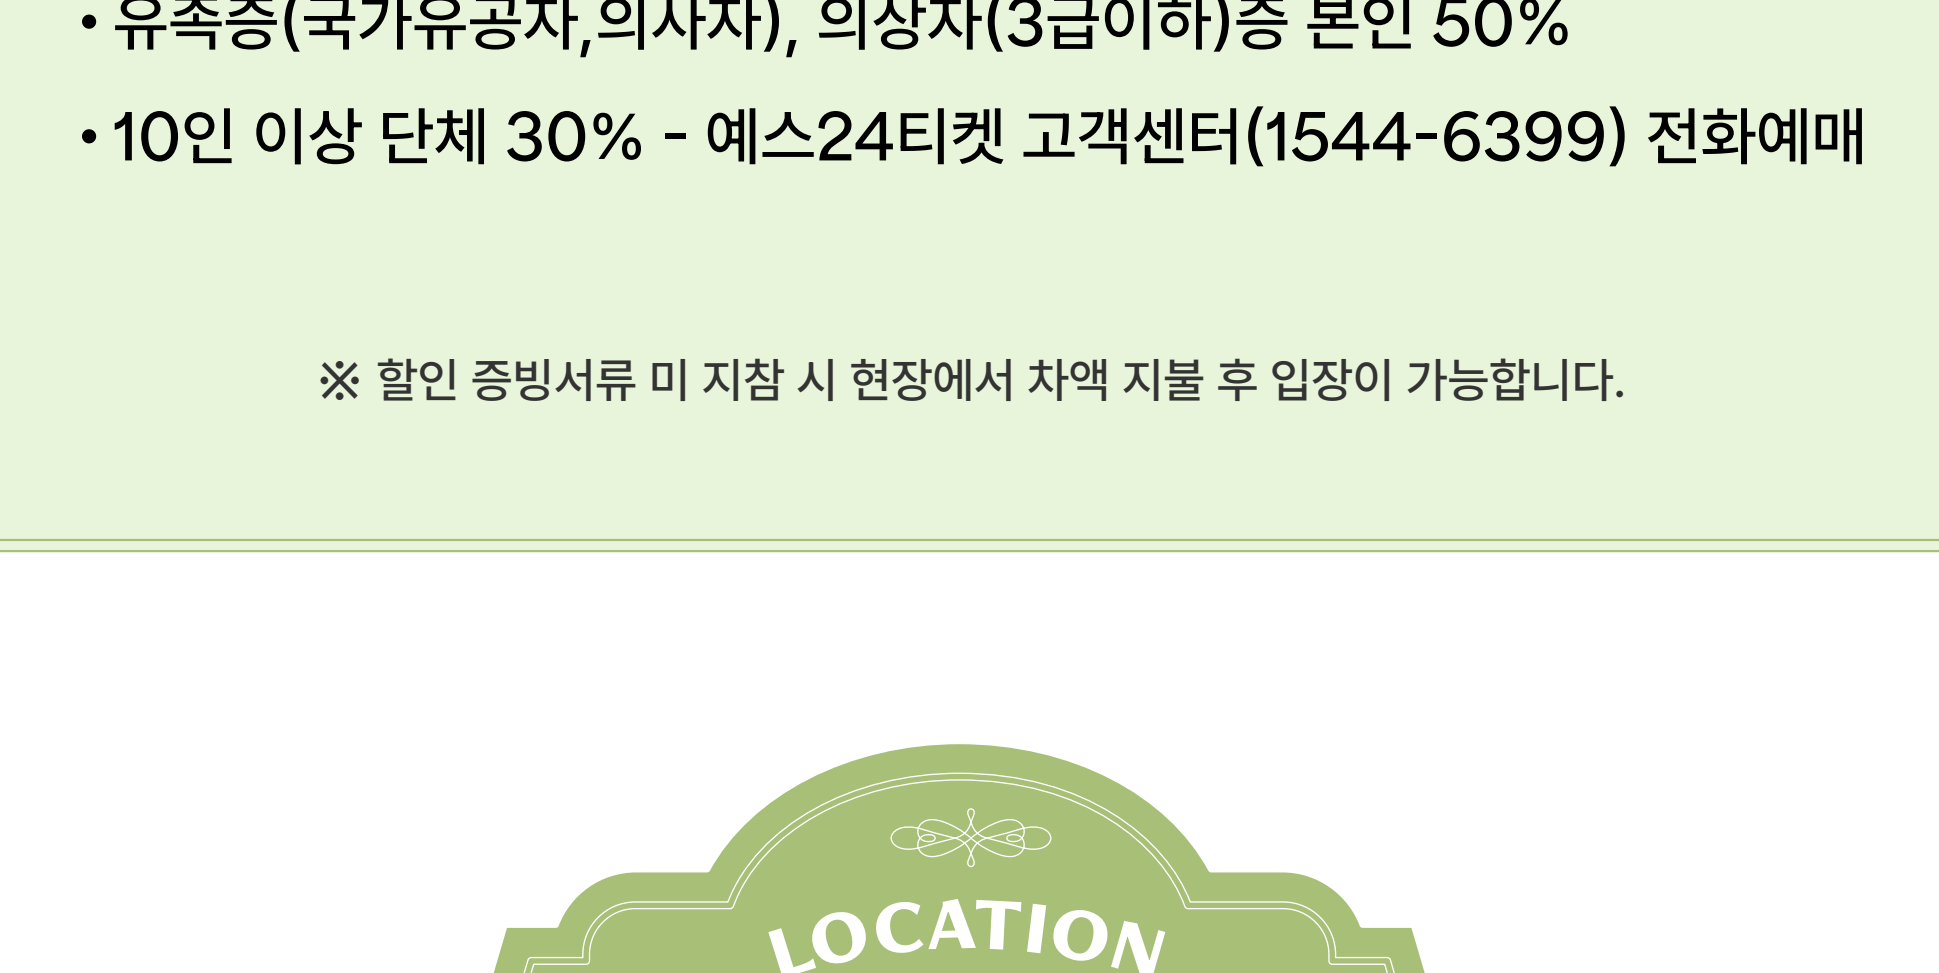 • 유족증(국가유공자,의사자), 의상자(3급이하)증 본인 50%
• 10인 이상 단체 30% - 예스24티켓 고객센터(1544-6399) 전화예매
※ 할인 증빙서류 미 지참 시 현장에서 차액 지불 후 입장이 가능합니다.
LOCATION